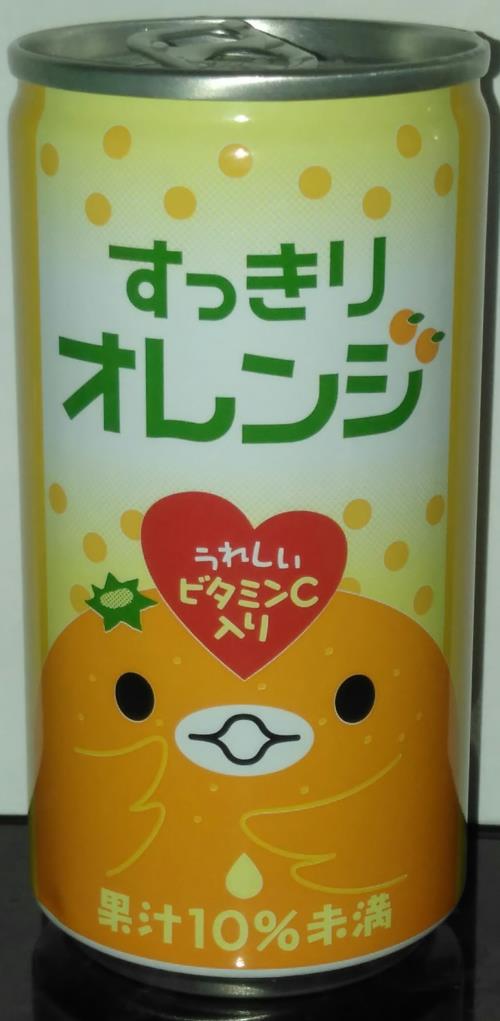 すっきり
オレンジ
うれしい
ビタミンC
入り
果汁10%未満